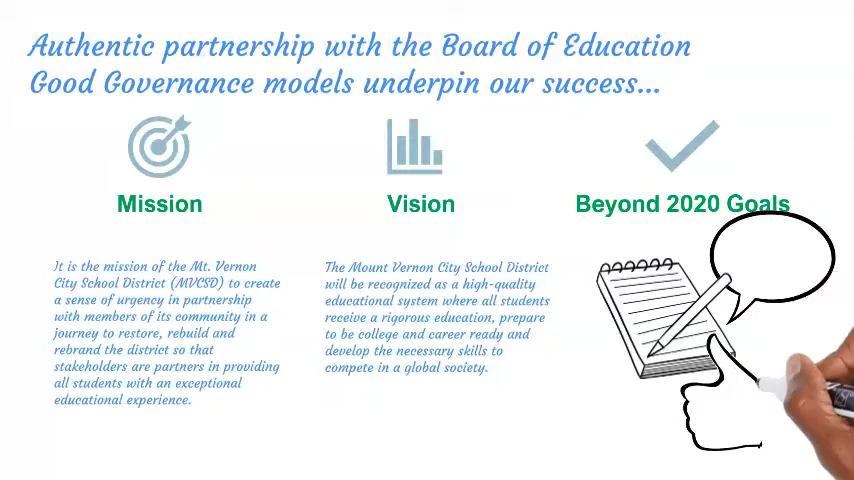 Authentic partnership with the Board of Education
Good Governance models underpin our success...
Mission
Vision
Beyond 2020 Goals
It is the mission of the Mt. Vernon
City School District (MVCSD) to create
a sense of urgency in partnership
with members of its community in a
journey to restore, rebuild and
rebrand the district so that
stakeholders are partners in providing
all students with an exceptional
educational experience.
The Mount Vernon City School District
will be recognized as a high-quality
educational system where all students
receive a rigorous education, prepare
to be college and career ready and
develop the necessary skills to
compete in a global society.